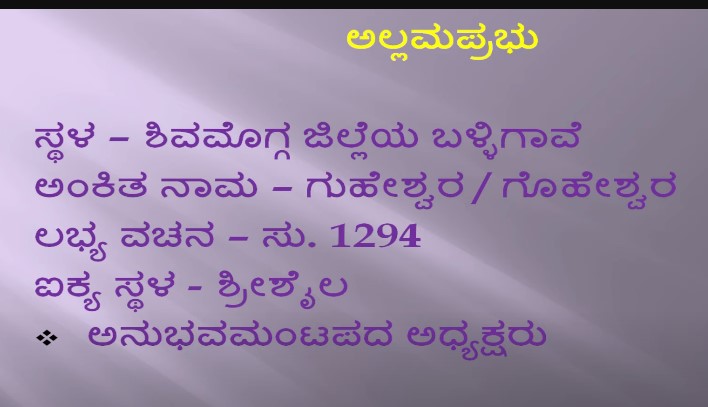 ಅಲ್ಲಮಪ್ರಭು
ಸ್ಥಳ – ಶಿವಮೊಗ್ಗ ಜಿಲ್ಲೆಯ ಬಳ್ಳಿಗಾವೆ
ಅಂಕಿತ ನಾಮ – ಗುಹೇಶ್ವರ / ಗೊಹೇಶ್ವರ
ಲಭ್ಯ ವಚನ – ಸು. 1294
ಐಕ್ಯ ಸ್ಥಳ - ಶ್ರೀಶೈಲ
❖ ಅನುಭವಮಂಟಪದ ಅಧ್ಯಕ್ಷರು